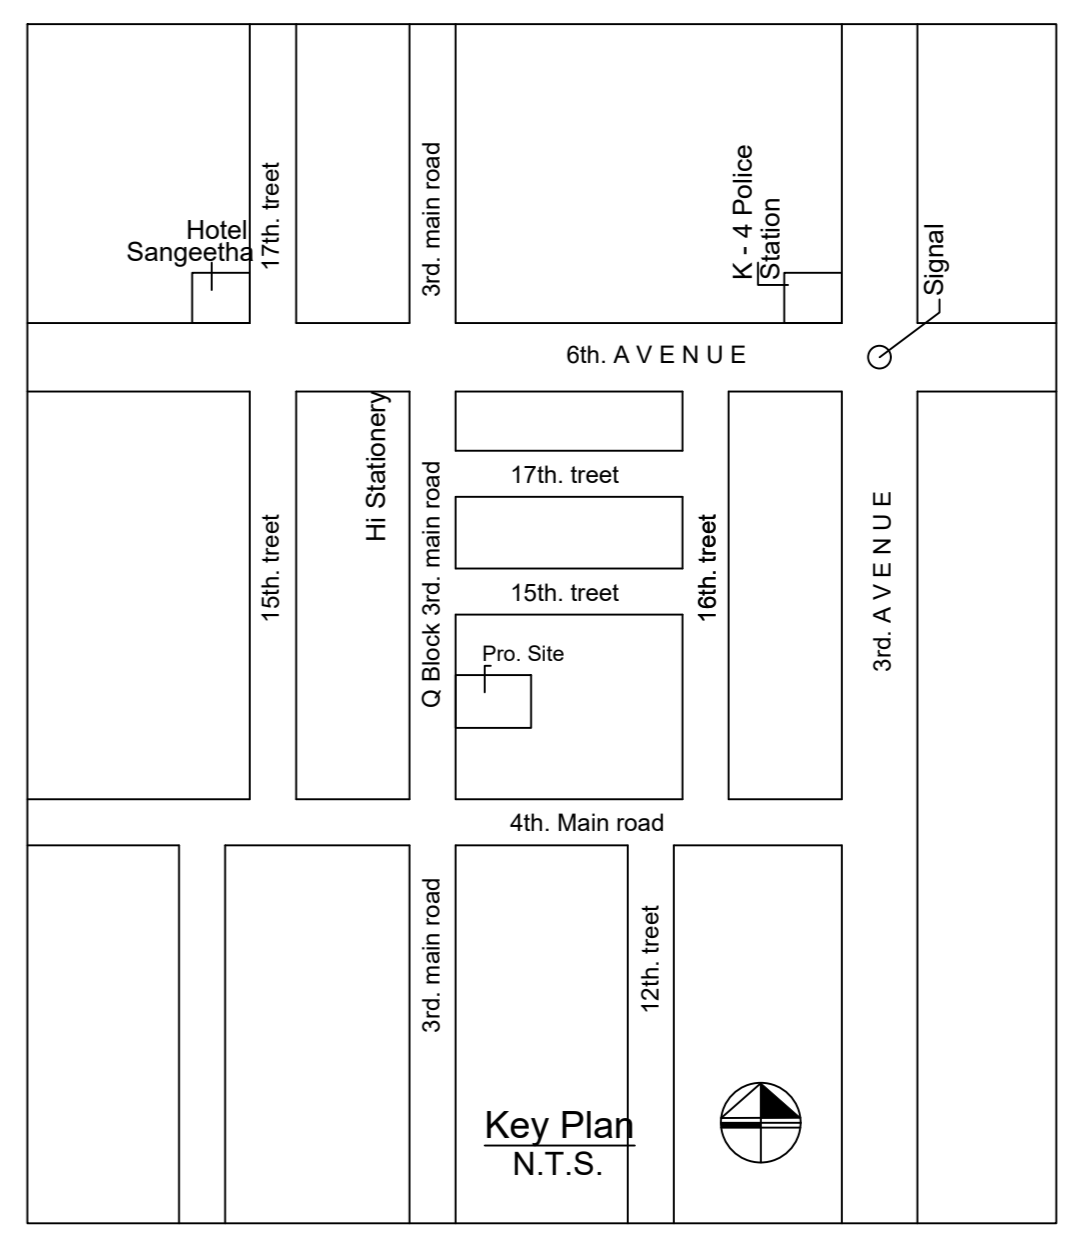 17th. treet
3rd. main road
K - 4 Police
Station
Hotel
Sangeetha
Signal
6th. A V E N U E
Hi Stationery
17th. treet
Q Block 3rd. main road
15th. treet
15th. treet
16th. treet
3rd. A V E N U E
Pro. Site
4th. Main road
3rd. main road
12th. treet
Key Plan
N.T.S.